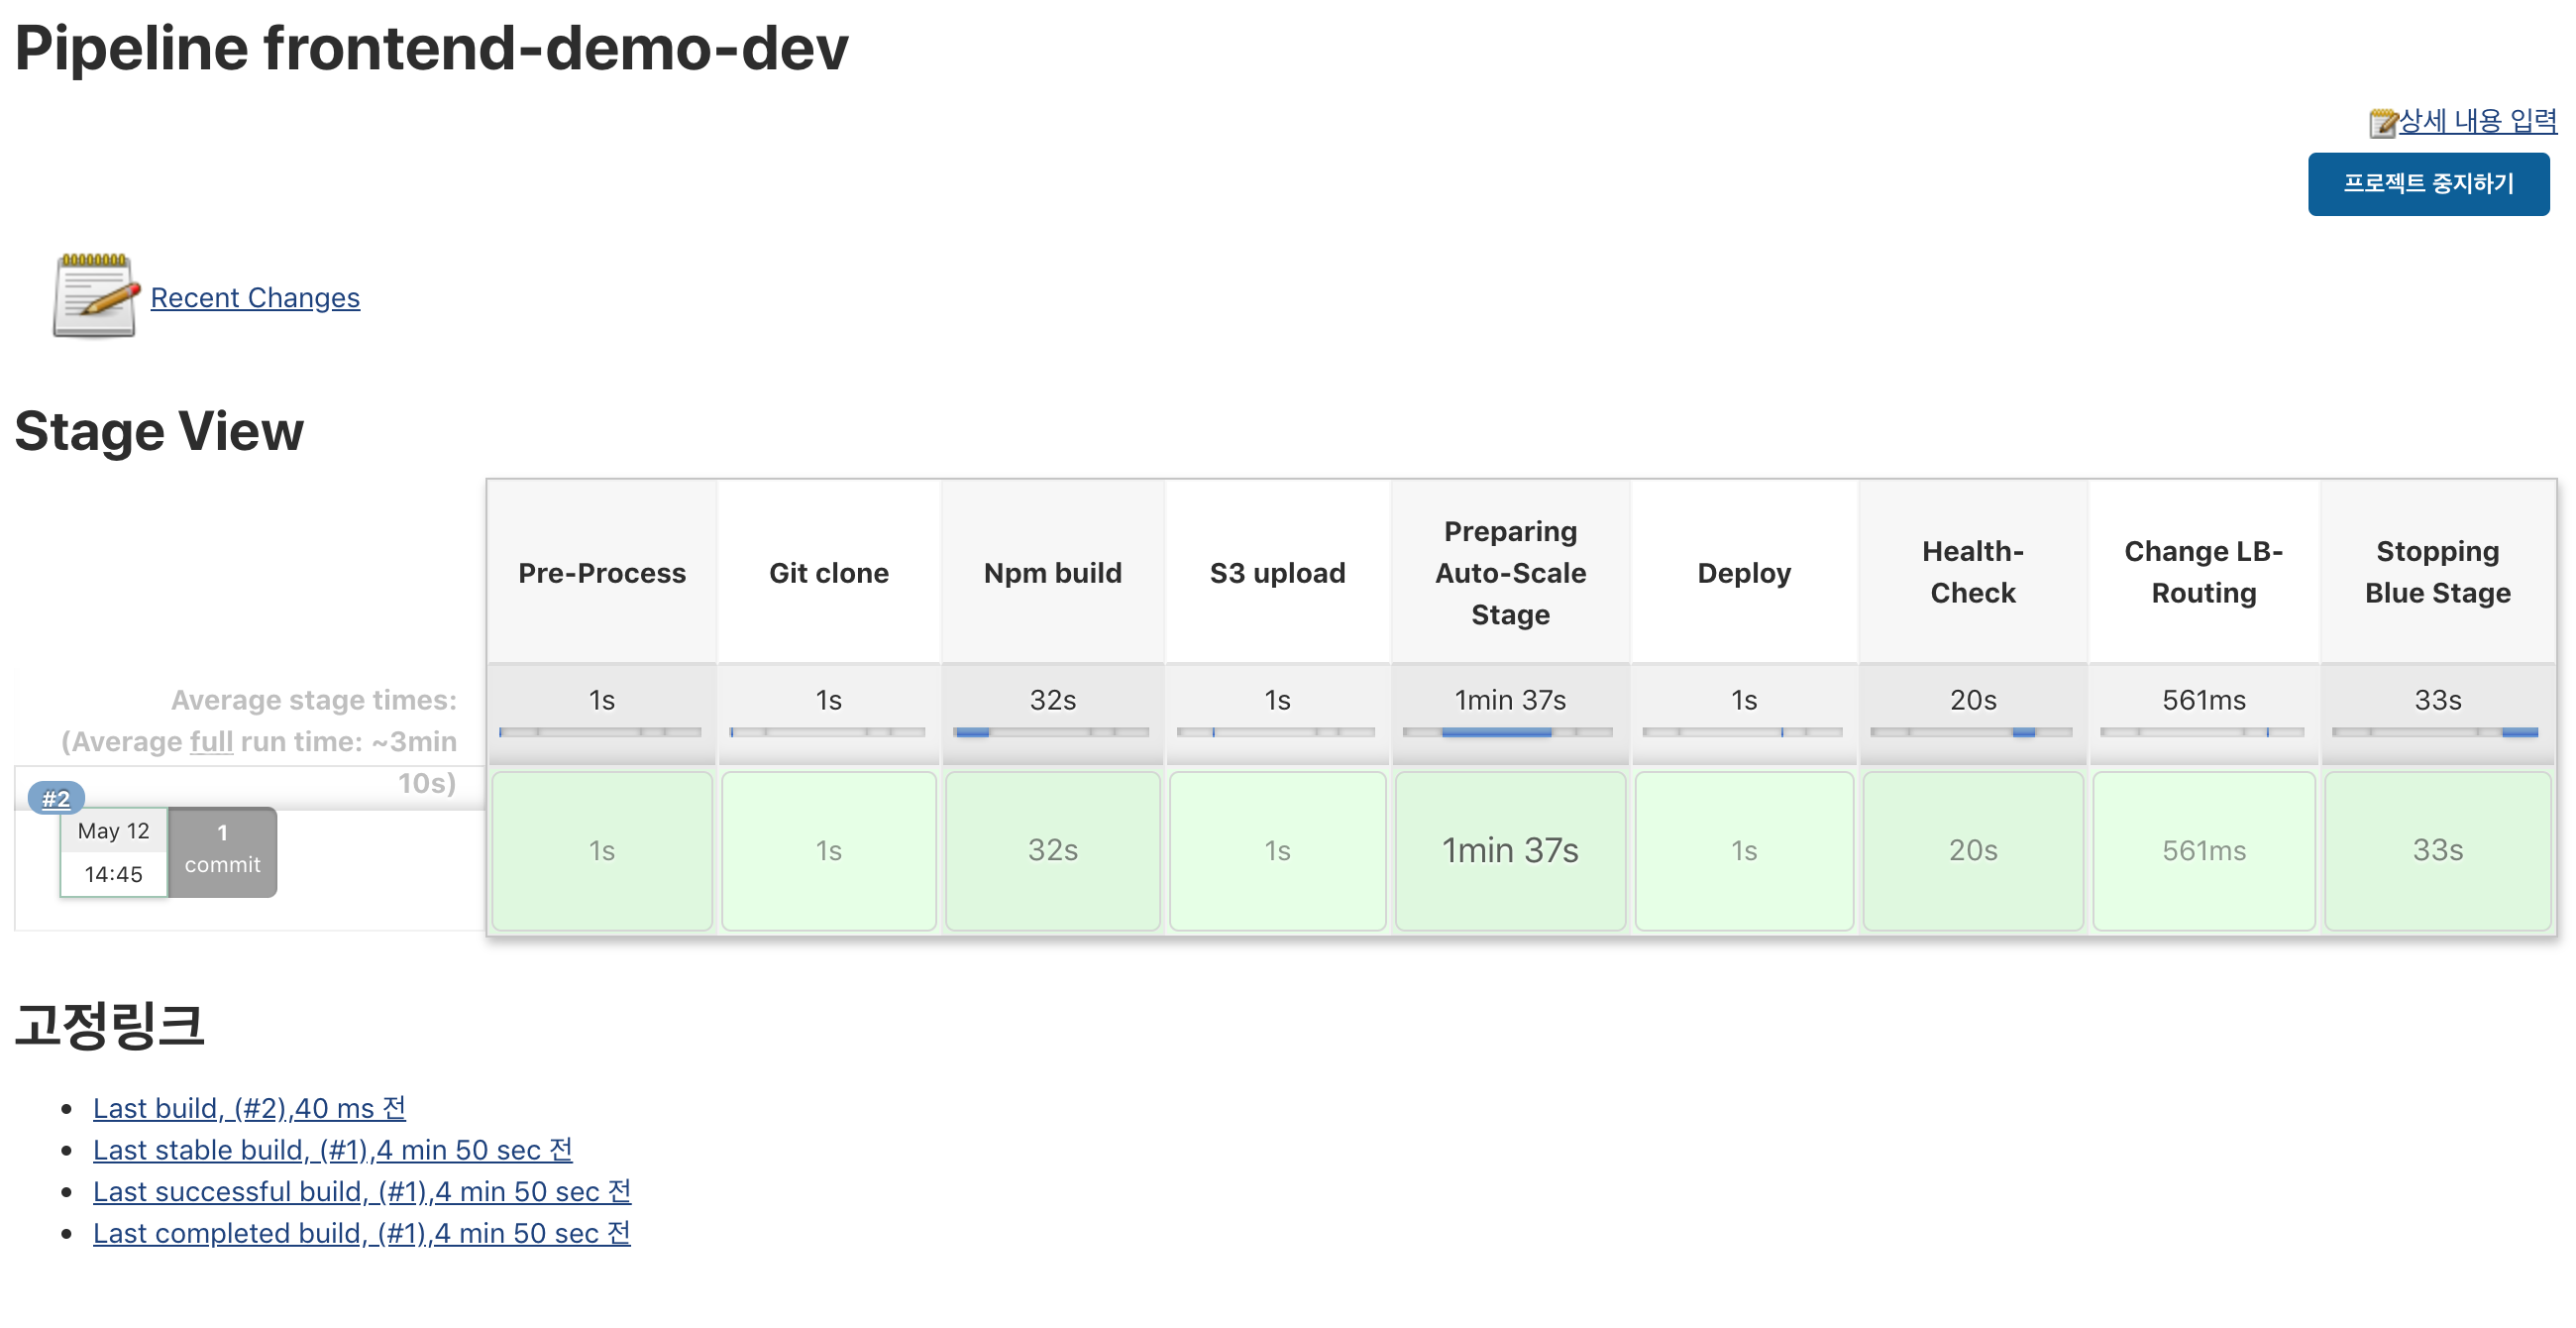 Pipeline frontend-demo-dev
상세 내용 입력
프로젝트 중지하기
Recent Changes
Stage View
Pre-Process
Git clone
Npm build
S3 upload
Preparing
Auto-Scale
Stage
Deploy
Health-
Check
Change LB-
Routing
Stopping
Blue Stage
Average stage times:
(Average full run time: ~3min
10s)
1s
1s
32s
1s
1min 37s
1s
20s
561ms
33s
#2
May 12
14:45
1
commit
1s
1s
32s
1s
1min 37s
1s
20s
561ms
33s
고정링크
Last build, (#2),40 ms 전
Last stable build, (#1),4 min 50 sec 전
Last successful build, (#1),4 min 50 sec 전
Last completed build, (#1),4 min 50 sec 전